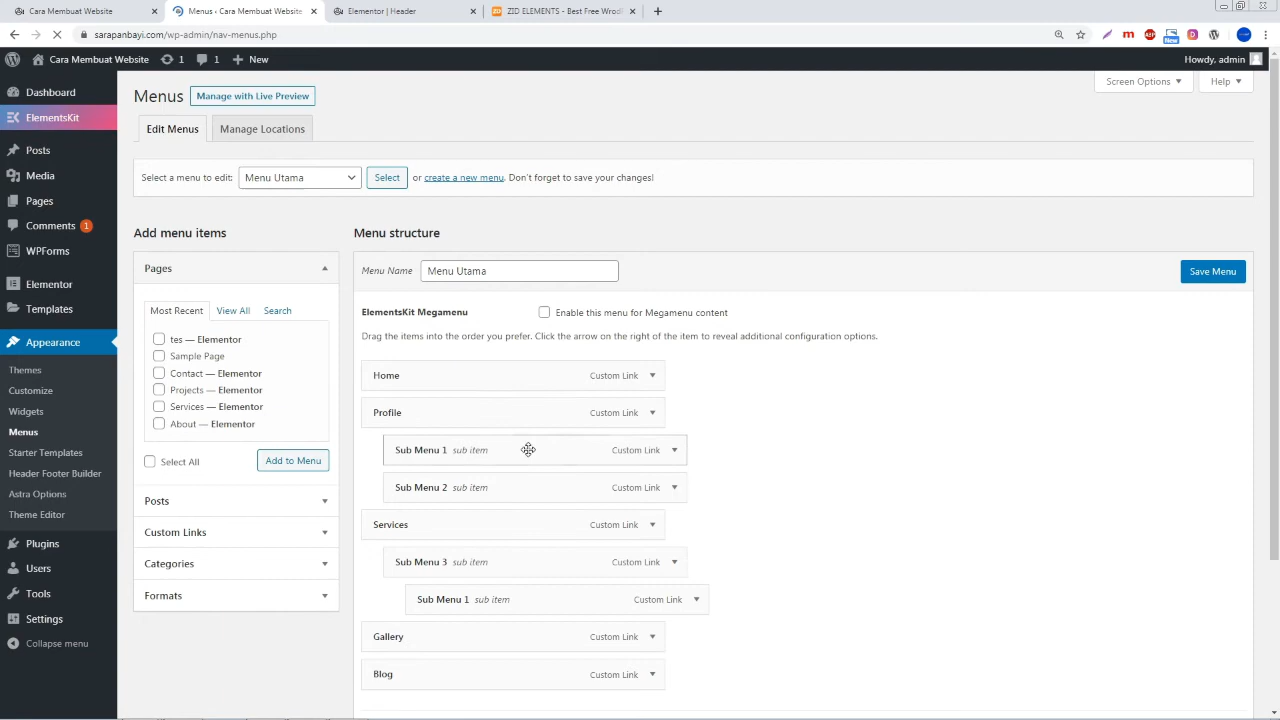 Cara Membuat Website
Menus ‹ Cara Membuat Website
Elementor | Header
ZID ELEMENTS - Best Free Word
sarapanbayi.com/wp-admin/nav-menus.php
New
Cara Membuat Website
1
1
New
Howdy, admin
Dashboard
ElementsKit
Posts
Media
Pages
Comments 1
WPForms
Elementor
Templates
Appearance
Themes
Customize
Widgets
Menus
Starter Templates
Header Footer Builder
Astra Options
Theme Editor
Plugins
Users
Tools
Settings
Collapse menu
Menus
Manage with Live Preview
Screen Options
Help
Edit Menus
Manage Locations
Select a menu to edit: Menu Utama Select or create a new menu. Don't forget to save your changes!
Add menu items
Pages
Most Recent View All Search
tes — Elementor
Sample Page
Contact — Elementor
Projects — Elementor
Services — Elementor
About — Elementor
Select All
Add to Menu
Posts
Custom Links
Categories
Formats
Menu structure
Menu Name Menu Utama
Save Menu
ElementsKit Megamenu Enable this menu for Megamenu content
Drag the items into the order you prefer. Click the arrow on the right of the item to reveal additional configuration options.
Home Custom Link
Profile Custom Link
Sub Menu 1 sub item Custom Link
Sub Menu 2 sub item Custom Link
Services Custom Link
Sub Menu 3 sub item Custom Link
Sub Menu 1 sub item Custom Link
Gallery Custom Link
Blog Custom Link